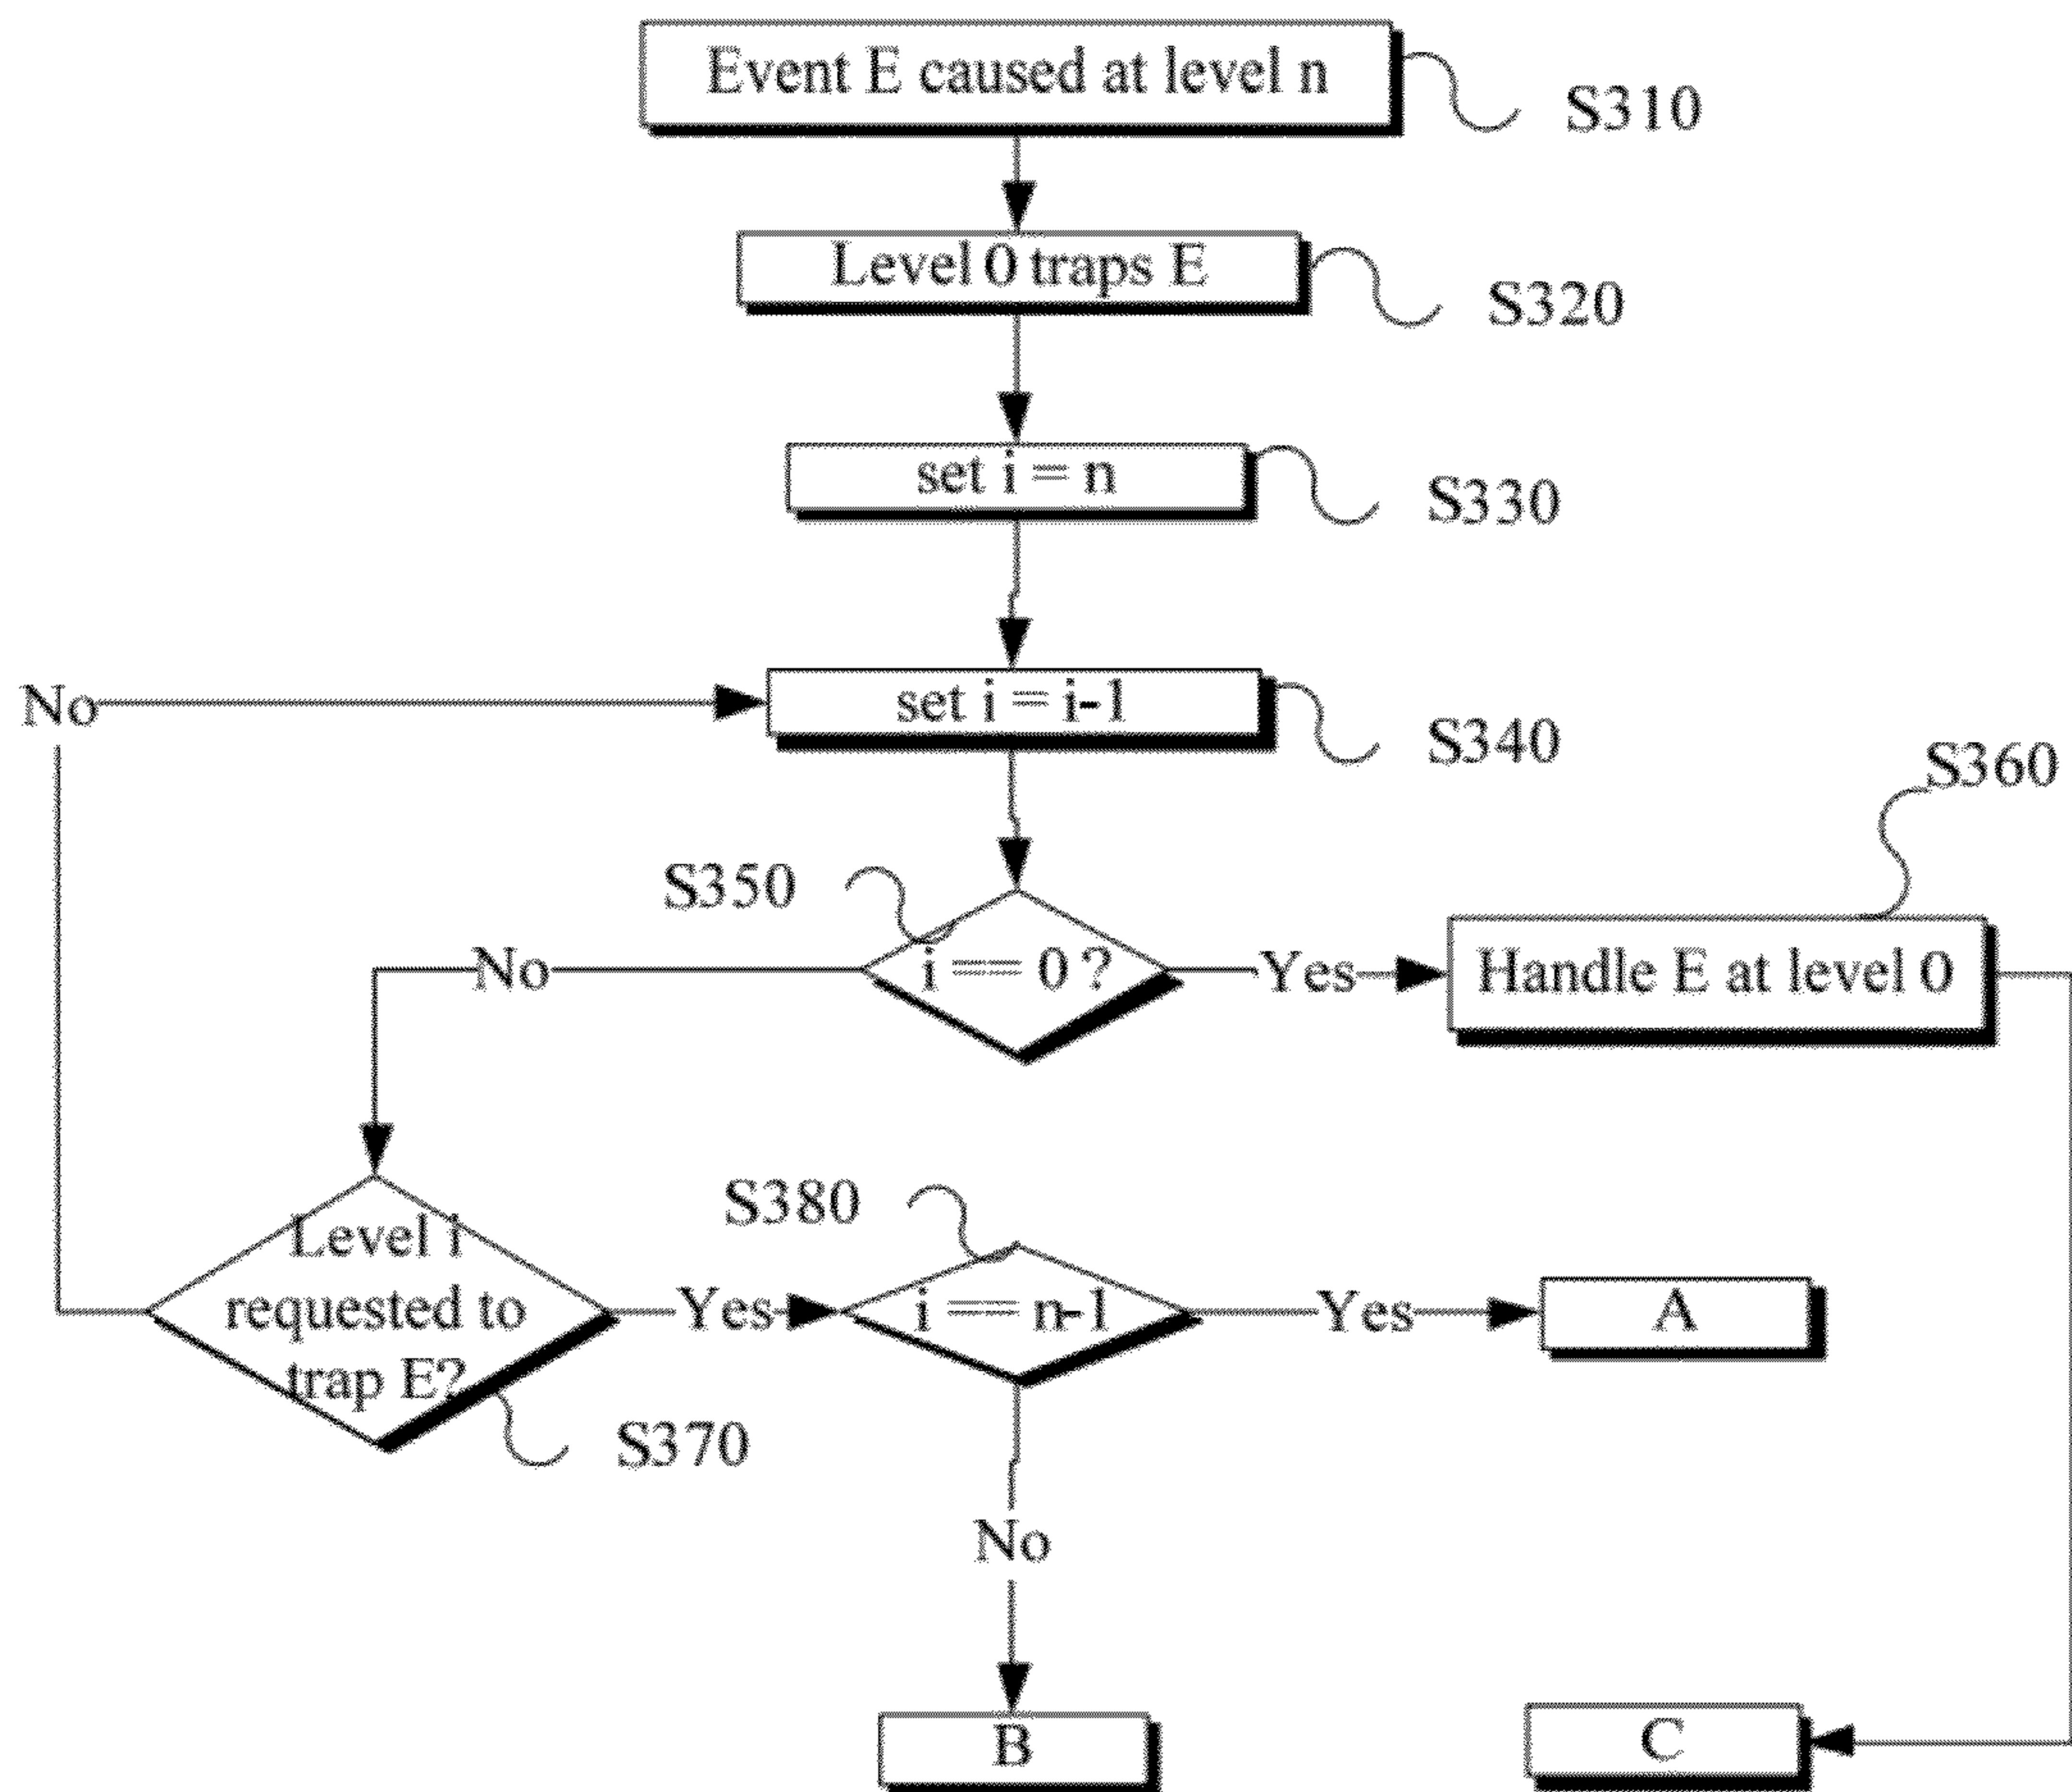 Event E caused at level n
S310
Level 0 traps E
S320
set i = n
S330
No
set i = i-1
S340
S360
S350
No
i == 0 ?
Yes
Handle E at level 0
S380
Level i
requested to
trap E?
Yes
i == n-1
Yes
A
S370
No
B
C